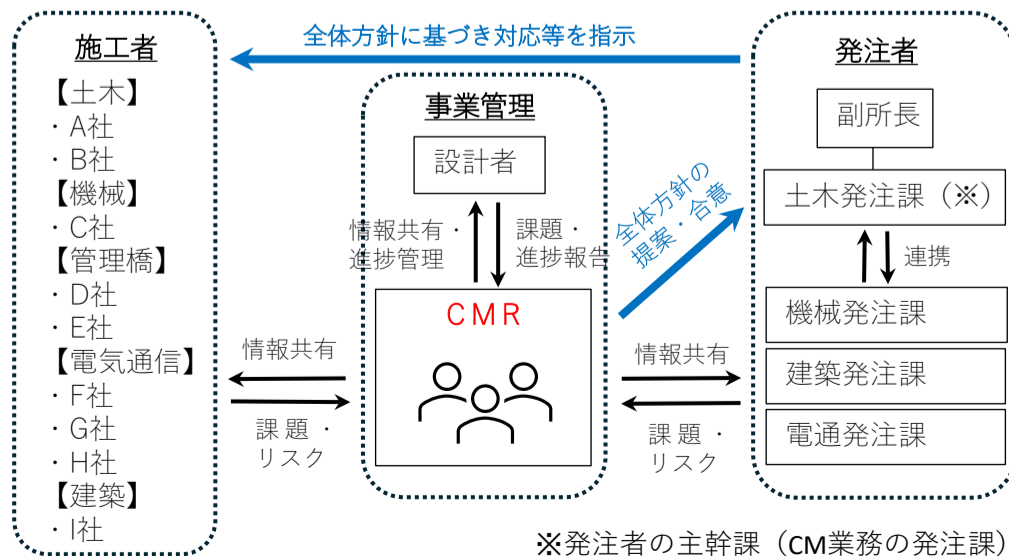 施工者
【土木】
・A社
・B社
【機械】
・C社
【管理橋】
・D社
・E社
【電気通信】
・F社
・G社
・H社
【建築】
・I社
全体方針に基づき対応等を指示
事業管理
設計者
情報共有・
進捗管理
課題・
進捗報告
CMR
情報共有
課題・
リスク
全体方針の
提案・合意
情報共有
課題・
リスク
発注者
副所長
土木発注課（※）
連携
機械発注課
建築発注課
電通発注課
※発注者の主幹課（CM業務の発注課）